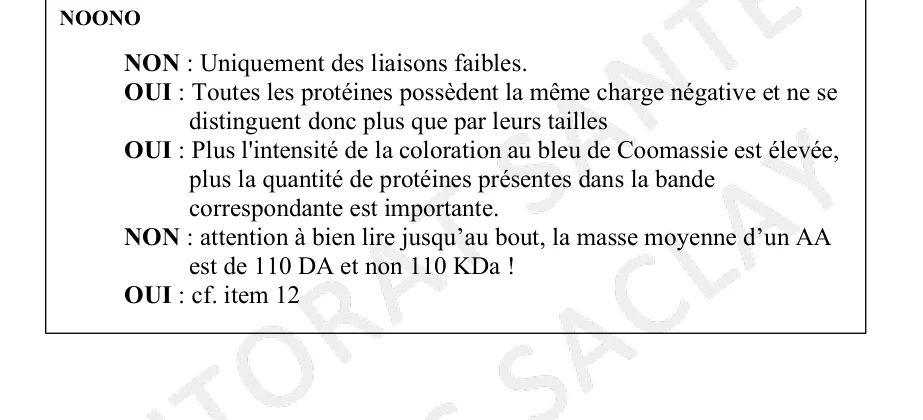 NOONO
NON : Uniquement des liaisons faibles.
OUI : Toutes les protéines possèdent la même charge négative et ne se
distinguent donc plus que par leurs tailles
OUI : Plus l'intensité de la coloration au bleu de Coomassie est élevée,
plus la quantité de protéines présentes dans la bande
correspondante est importante.
NON : attention à bien lire jusqu’au bout, la masse moyenne d’un AA
est de 110 DA et non 110 KDa !
OUI : cf. item 12
TUTORAT SANTE
SACLAY